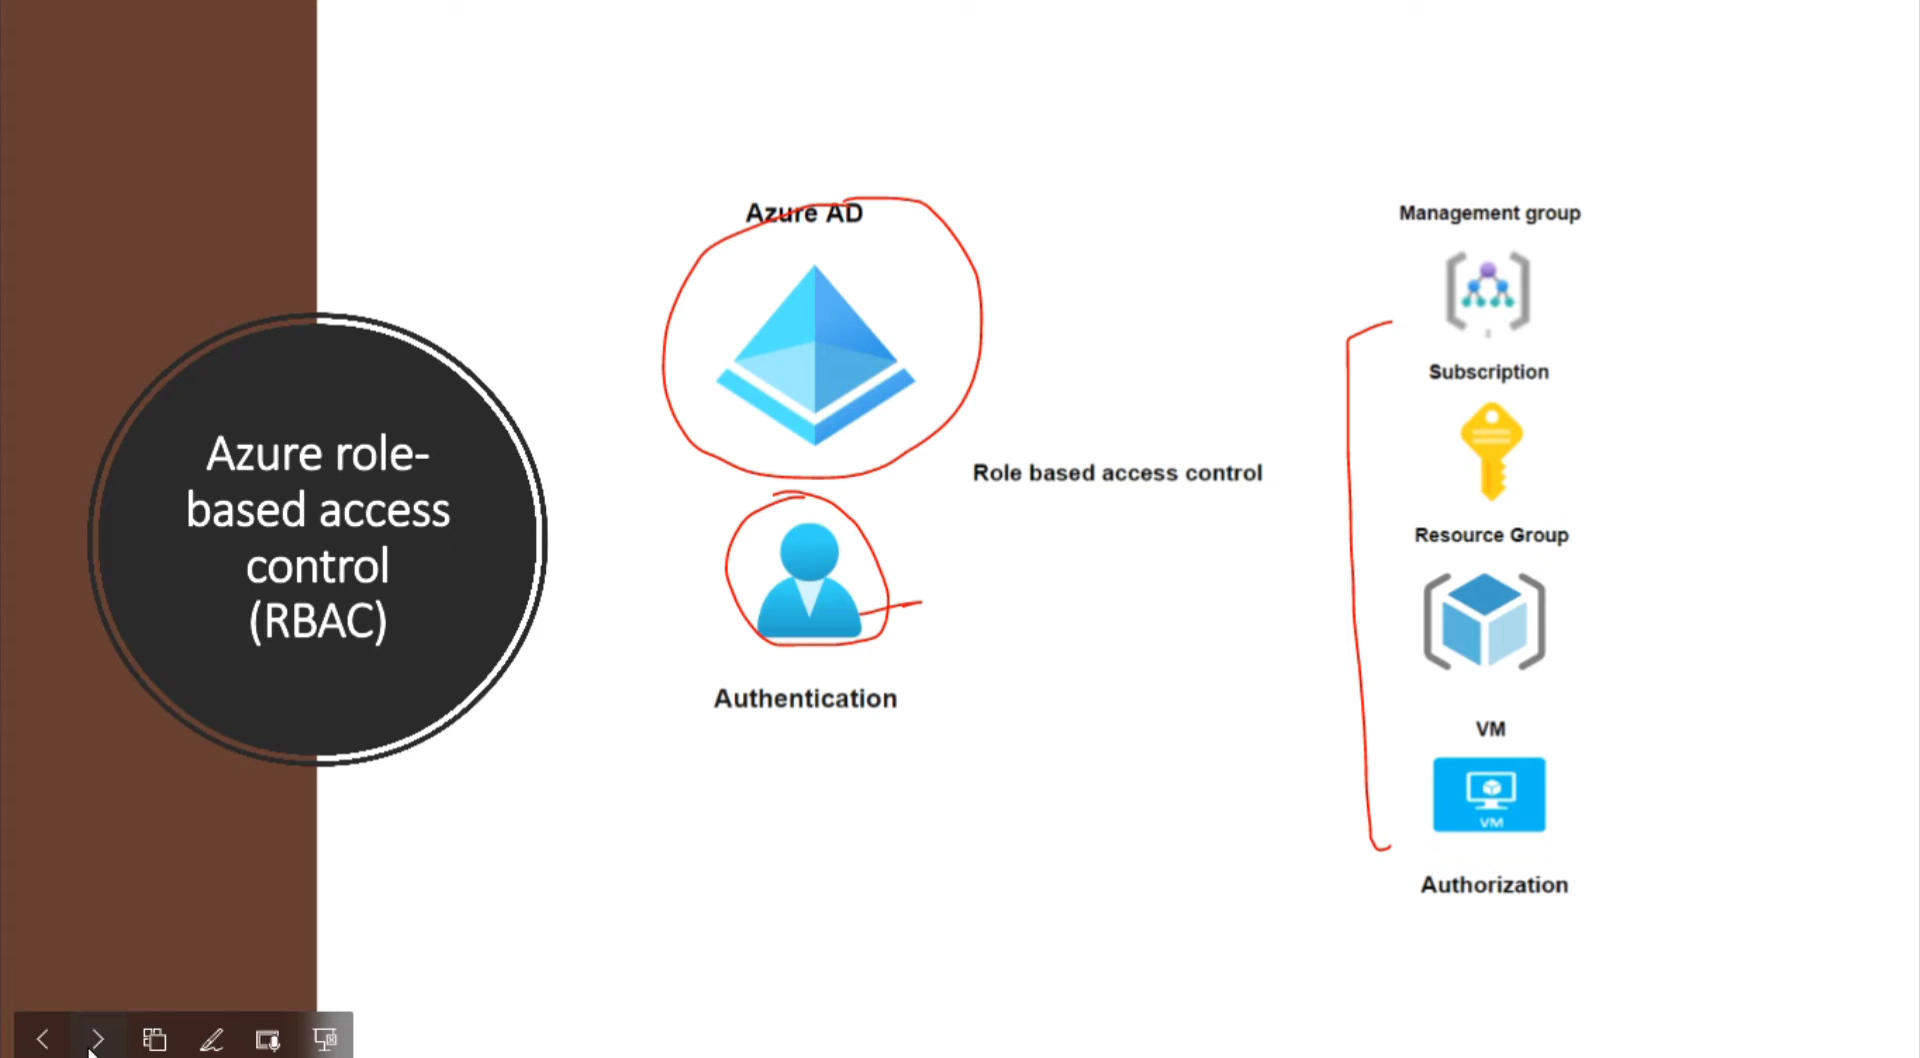 Azure role-
based access
control
(RBAC)
Azure AD
Authentication
Role based access control
Management group
Subscription
Resource Group
VM
VM
Authorization